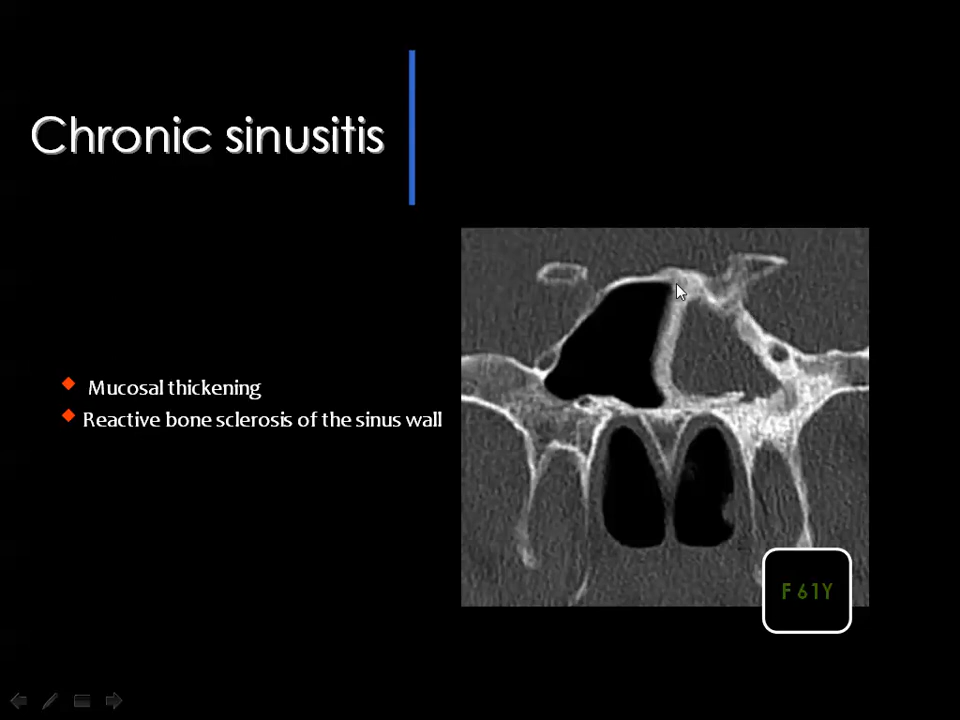 Chronic sinusitis
Mucosal thickening
Reactive bone sclerosis of the sinus wall
F 61Y